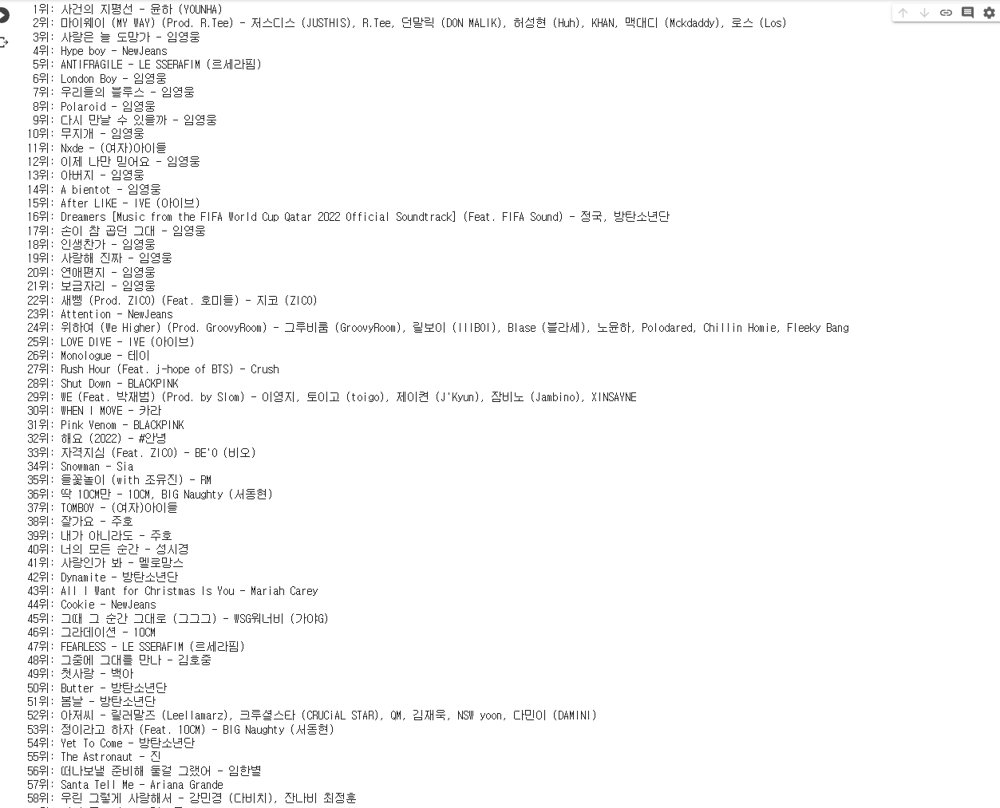 1위: 사건의 지평선 - 윤하 (YOUNHA)
2위: 마이웨이 (MY WAY) (Prod. R.Tee) - 저스디스 (JUSTHIS), R.Tee, 던말릭 (DON MALIK), 허성현 (Huh), KHAN, 맥대디 (Mckdaddy), 로스 (Los)
3위: 사랑은 늘 도망가 - 임영웅
4위: Hype boy - NewJeans
5위: ANTIFRAGILE - LE SSERAFIM (르세라핌)
6위: London Boy - 임영웅
7위: 우리들의 블루스 - 임영웅
8위: Polaroid - 임영웅
9위: 다시 만날 수 있을까 - 임영웅
10위: 무지개 - 임영웅
11위: Nxde - (여자)아이들
12위: 이제 나만 믿어요 - 임영웅
13위: 아버지 - 임영웅
14위: A bientot - 임영웅
15위: After LIKE - IVE (아이브)
16위: Dreamers [Music from the FIFA World Cup Qatar 2022 Official Soundtrack] (Feat. FIFA Sound) - 정국, 방탄소년단
17위: 손이 참 곱던 그대 - 임영웅
18위: 인생찬가 - 임영웅
19위: 사랑해 진짜 - 임영웅
20위: 연애편지 - 임영웅
21위: 보금자리 - 임영웅
22위: 새삥 (Prod. ZICO) (Feat. 호미들) - 지코 (ZICO)
23위: Attention - NewJeans
24위: 위하여 (We Higher) (Prod. GroovyRoom) - 그루비룸 (GroovyRoom), 릴보이 (lIlBOI), Blase (블라세), 노윤하, Polodared, Chillin Homie, Fleeky Bang
25위: LOVE DIVE - IVE (아이브)
26위: Monologue - 테이
27위: Rush Hour (Feat. j-hope of BTS) - Crush
28위: Shut Down - BLACKPINK
29위: WE (Feat. 박재범) (Prod. by Slom) - 이영지, 토이고 (toigo), 제이켠 (J'Kyun), 잠비노 (Jambino), XINSAYNE
30위: WHEN I MOVE - 카라
31위: Pink Venom - BLACKPINK
32위: 해요 (2022) - #안녕
33위: 자격지심 (Feat. ZICO) - BE'O (비오)
34위: Snowman - Sia
35위: 들꽃놀이 (with 조유진) - RM
36위: 딱 10CM만 - 10CM, BIG Naughty (서동현)
37위: TOMBOY - (여자)아이들
38위: 잘가요 - 주호
39위: 내가 아니라도 - 주호
40위: 너의 모든 순간 - 성시경
41위: 사랑인가 봐 - 멜로망스
42위: Dynamite - 방탄소년단
43위: All I Want for Christmas Is You - Mariah Carey
44위: Cookie - NewJeans
45위: 그때 그 순간 그대로 (그그그) - WSG워너비 (가야G)
46위: 그라데이션 - 10CM
47위: FEARLESS - LE SSERAFIM (르세라핌)
48위: 그중에 그대를 만나 - 김호중
49위: 첫사랑 - 백아
50위: Butter - 방탄소년단
51위: 봄날 - 방탄소년단
52위: 아저씨 - 릴러말즈 (Leellamarz), 크루셜스타 (CRUCiAL STAR), QM, 김재욱, NSW yoon, 다민이 (DAMINI)
53위: 정이라고 하자 (Feat. 10CM) - BIG Naughty (서동현)
54위: Yet To Come - 방탄소년단
55위: The Astronaut - 진
56위: 떠나보낼 준비해 둘걸 그랬어 - 임한별
57위: Santa Tell Me - Ariana Grande
58위: 우린 그렇게 사랑해서 - 강민경 (다비치), 잔나비 최정훈